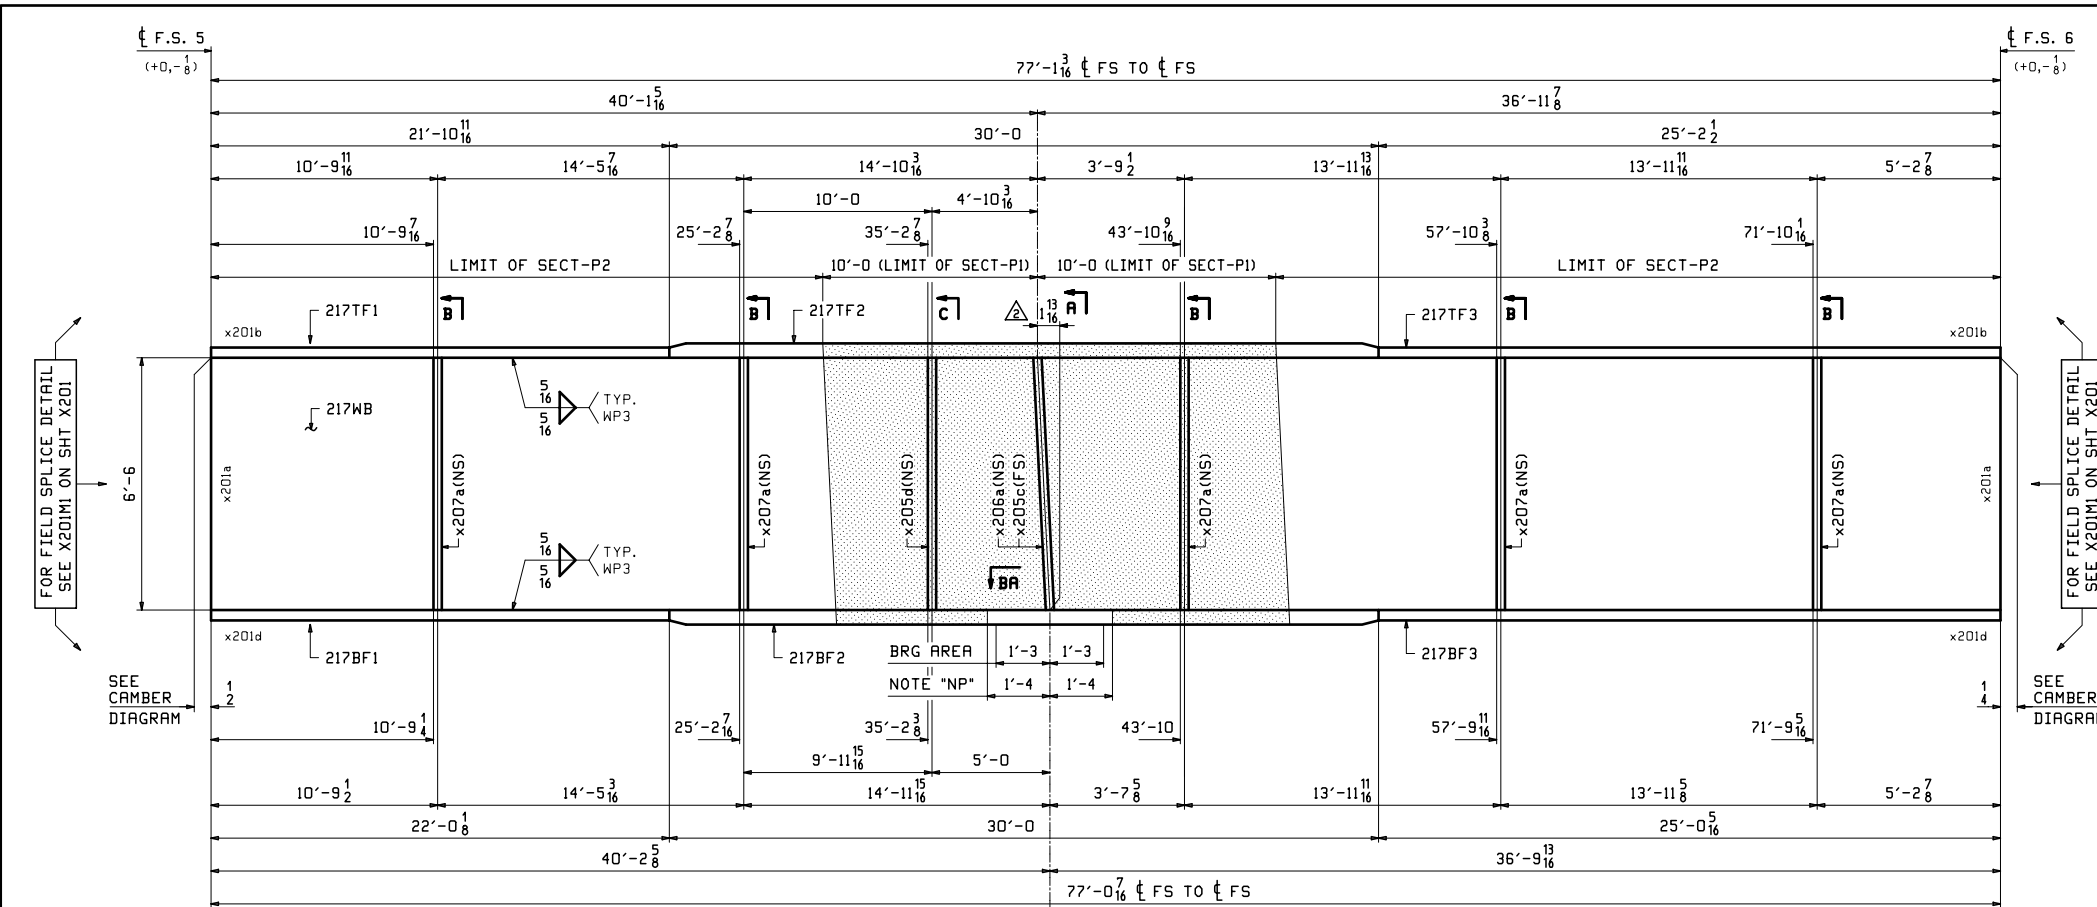 ℄ F.S. 5
(+0,-1/8)
℄ F.S. 6
(+0,-1/8)
77'-1 3/16 ℄ FS TO ℄ FS
40'-1 5/16
36'-11 7/8
21'-10 11/16
30'-0
25'-2 1/2
10'-9 11/16
14'-5 7/16
14'-10 3/16
3'-9 1/2
13'-11 13/16
13'-11 11/16
5'-2 7/8
10'-0
4'-10 3/16
10'-9 7/16
25'-2 7/8
35'-2 7/8
43'-10 9/16
57'-10 3/8
71'-10 1/16
LIMIT OF SECT-P2
10'-0 (LIMIT OF SECT-P1)
10'-0 (LIMIT OF SECT-P1)
LIMIT OF SECT-P2
217TF1
B
B
217TF2
C
2
1 13/16
A
B
217TF3
B
B
x201b
x201b
FOR FIELD SPLICE DETAIL
SEE X201M1 ON SHT X201
6'-6
x201a
217WB
5/16
5/16
TYP.
WP3
x207a(NS)
x207a(NS)
x205d(NS)
x206a(NS)
x205c(FS)
x207a(NS)
x207a(NS)
x207a(NS)
x201a
FOR FIELD SPLICE DETAIL
SEE X201M1 ON SHT X201
5/16
5/16
TYP.
WP3
BA
x201d
x201d
217BF1
217BF2
217BF3
BRG AREA
1'-3
1'-3
NOTE "NP"
1'-4
1'-4
SEE
CAMBER
DIAGRAM
1/2
1/4
SEE
CAMBER
10'-9 1/4
25'-2 7/16
35'-2 3/8
43'-10
57'-9 11/16
71'-9 5/16
9'-11 15/16
5'-0
10'-9 1/2
14'-5 3/16
14'-11 15/16
3'-7 5/8
13'-11 11/16
13'-11 5/8
5'-2 7/8
22'-0 1/8
30'-0
25'-0 5/16
40'-2 5/8
36'-9 13/16
77'-0 7/16 ℄ FS TO ℄ FS